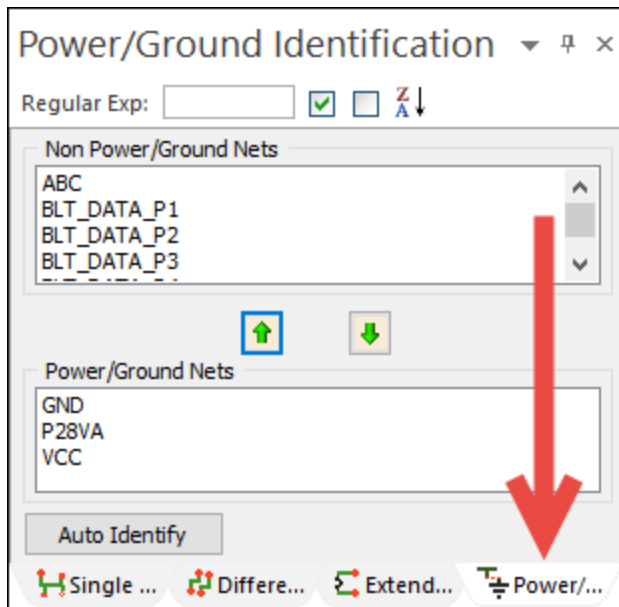 Power/Ground Identification
Regular Exp:
Z
A
Non Power/Ground Nets
ABC
BLT_DATA_P1
BLT_DATA_P2
BLT_DATA_P3
Power/Ground Nets
GND
P28VA
VCC
Auto Identify
Single ... Differe... Extend... Power/...